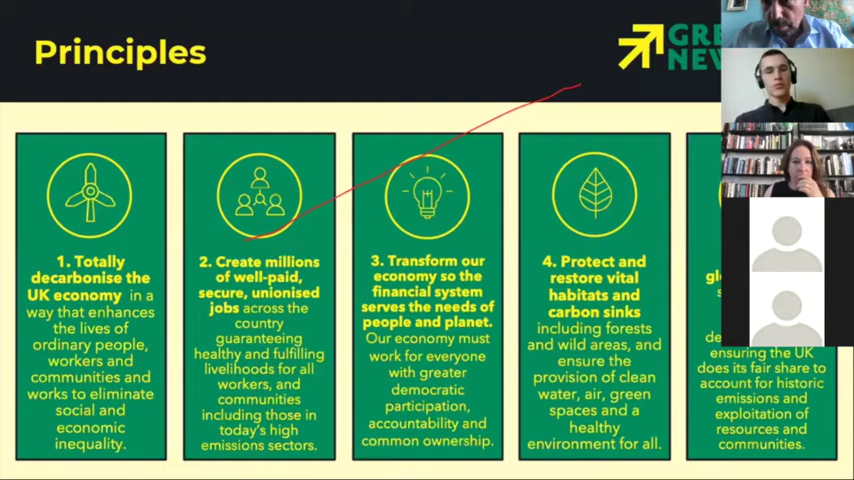 Principles
GRE
NEW
1. Totally
decarbonise the
UK economy in a
way that enhances
the lives of
ordinary people,
workers and
communities and
works to eliminate
social and
economic
inequality.
2. Create millions
of well-paid,
secure, unionised
jobs across the
country
guaranteeing
healthy and fulfilling
livelihoods for all
workers, and
communities
including those in
today's high
emissions sectors.
3. Transform our
economy so the
financial system
serves the needs of
people and planet.
Our economy must
work for everyone
with greater
democratic
participation,
accountability and
common ownership.
4. Protect and
restore vital
habitats and
carbon sinks
including forests
and wild areas, and
ensure the
provision of clean
water, air, green
spaces and a
healthy
environment for all.
ensuring the UK
does its fair share to
account for historic
emissions and
exploitation of
resources and
communities.